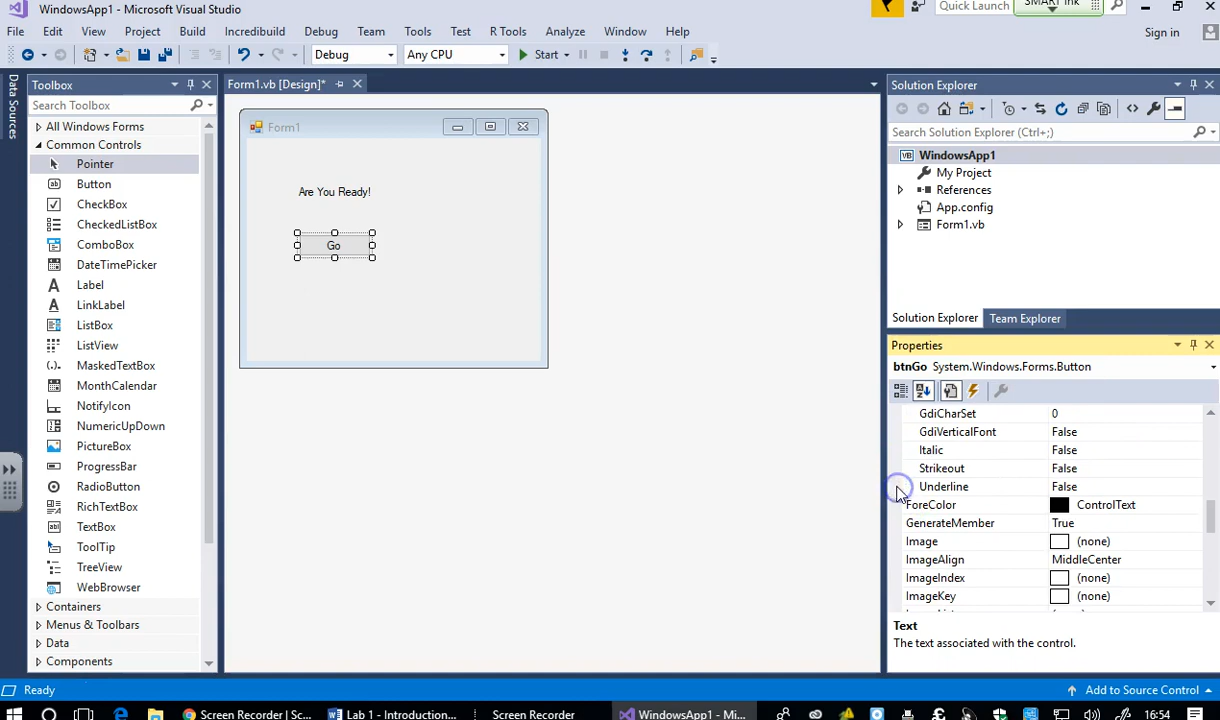 WindowsApp1 - Microsoft Visual Studio
Quick Launch
SMART Ink
File Edit View Project Build Incredibuild Debug Team Tools Test R Tools Analyze Window Help
Sign in
Debug Any CPU Start
Data Sources
Toolbox
Search Toolbox
All Windows Forms
Common Controls
Pointer
Button
CheckBox
CheckedListBox
ComboBox
DateTimePicker
Label
LinkLabel
ListBox
ListView
MaskedTextBox
MonthCalendar
NotifyIcon
NumericUpDown
PictureBox
ProgressBar
RadioButton
RichTextBox
TextBox
ToolTip
TreeView
WebBrowser
Containers
Menus & Toolbars
Data
Components
Form1.vb [Design]*
Form1
Are You Ready!
Go
Solution Explorer
Search Solution Explorer (Ctrl+;)
VB WindowsApp1
My Project
References
App.config
Form1.vb
Solution Explorer Team Explorer
Properties
btnGo System.Windows.Forms.Button
GdiCharSet 0
GdiVerticalFont False
Italic False
Strikeout False
Underline False
ForeColor ControlText
GenerateMember True
Image (none)
ImageAlign MiddleCenter
ImageIndex (none)
ImageKey (none)
Text
The text associated with the control.
Ready
Add to Source Control
Screen Recorder | Sc...
Lab 1 - Introduction...
Screen Recorder
WindowsApp1 - Mi...
16:54